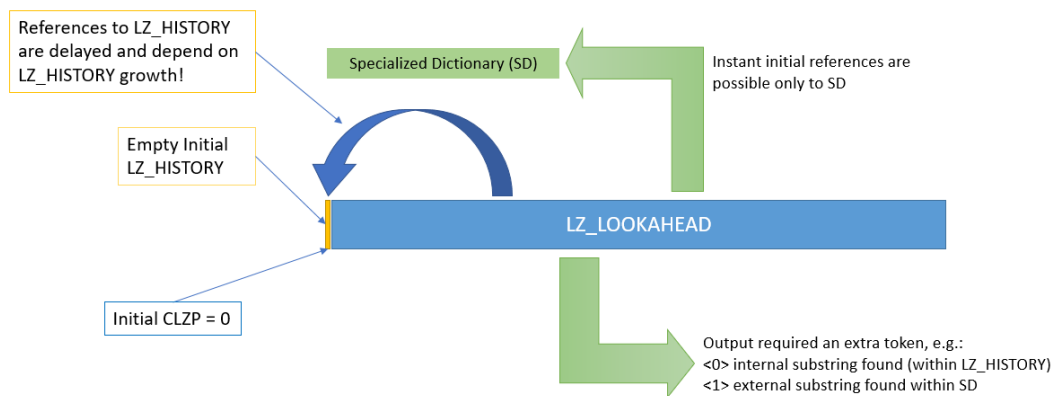 References to LZ_HISTORY
are delayed and depend on
LZ_HISTORY growth!
Specialized Dictionary (SD)
Instant initial references are
possible only to SD
Empty Initial
LZ_HISTORY
LZ_LOOKAHEAD
Initial CLZP = 0
Output required an extra token, e.g.:
<0> internal substring found (within LZ_HISTORY)
<1> external substring found within SD